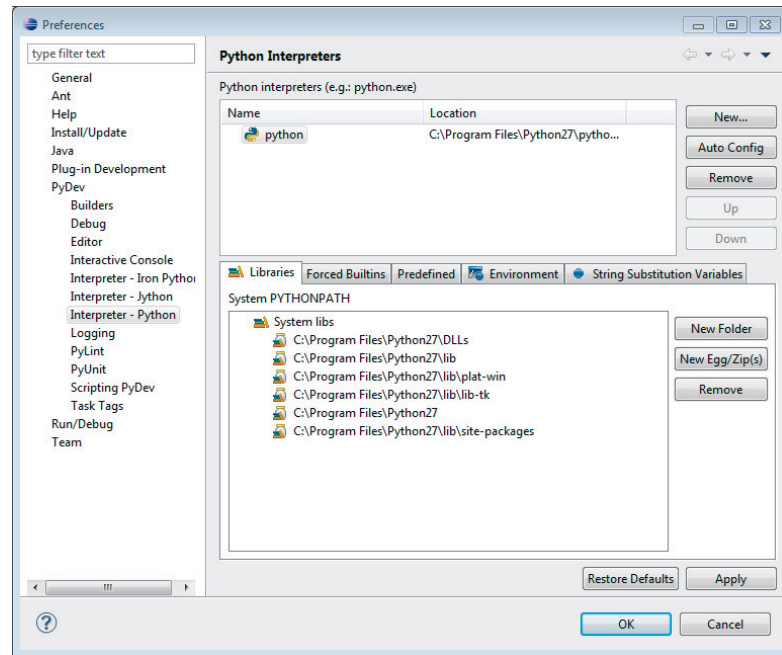 Preferences
type filter text
General
Ant
Help
Install/Update
Java
Plug-in Development
PyDev
Builders
Debug
Editor
Interactive Console
Interpreter - Iron Pythor
Interpreter - Jython
Interpreter - Python
Logging
PyLint
PyUnit
Scripting PyDev
Task Tags
Run/Debug
Team
Python Interpreters
Python interpreters (e.g.: python.exe)
Name Location
python C:\Program Files\Python27\pytho...
New...
Auto Config
Remove
Up
Down
Libraries Forced Builtins Predefined Environment String Substitution Variables
System PYTHONPATH
System libs
C:\Program Files\Python27\DLLs
C:\Program Files\Python27\lib
C:\Program Files\Python27\lib\plat-win
C:\Program Files\Python27\lib\lib-tk
C:\Program Files\Python27
C:\Program Files\Python27\lib\site-packages
New Folder
New Egg/Zip(s)
Remove
Restore Defaults Apply
OK Cancel